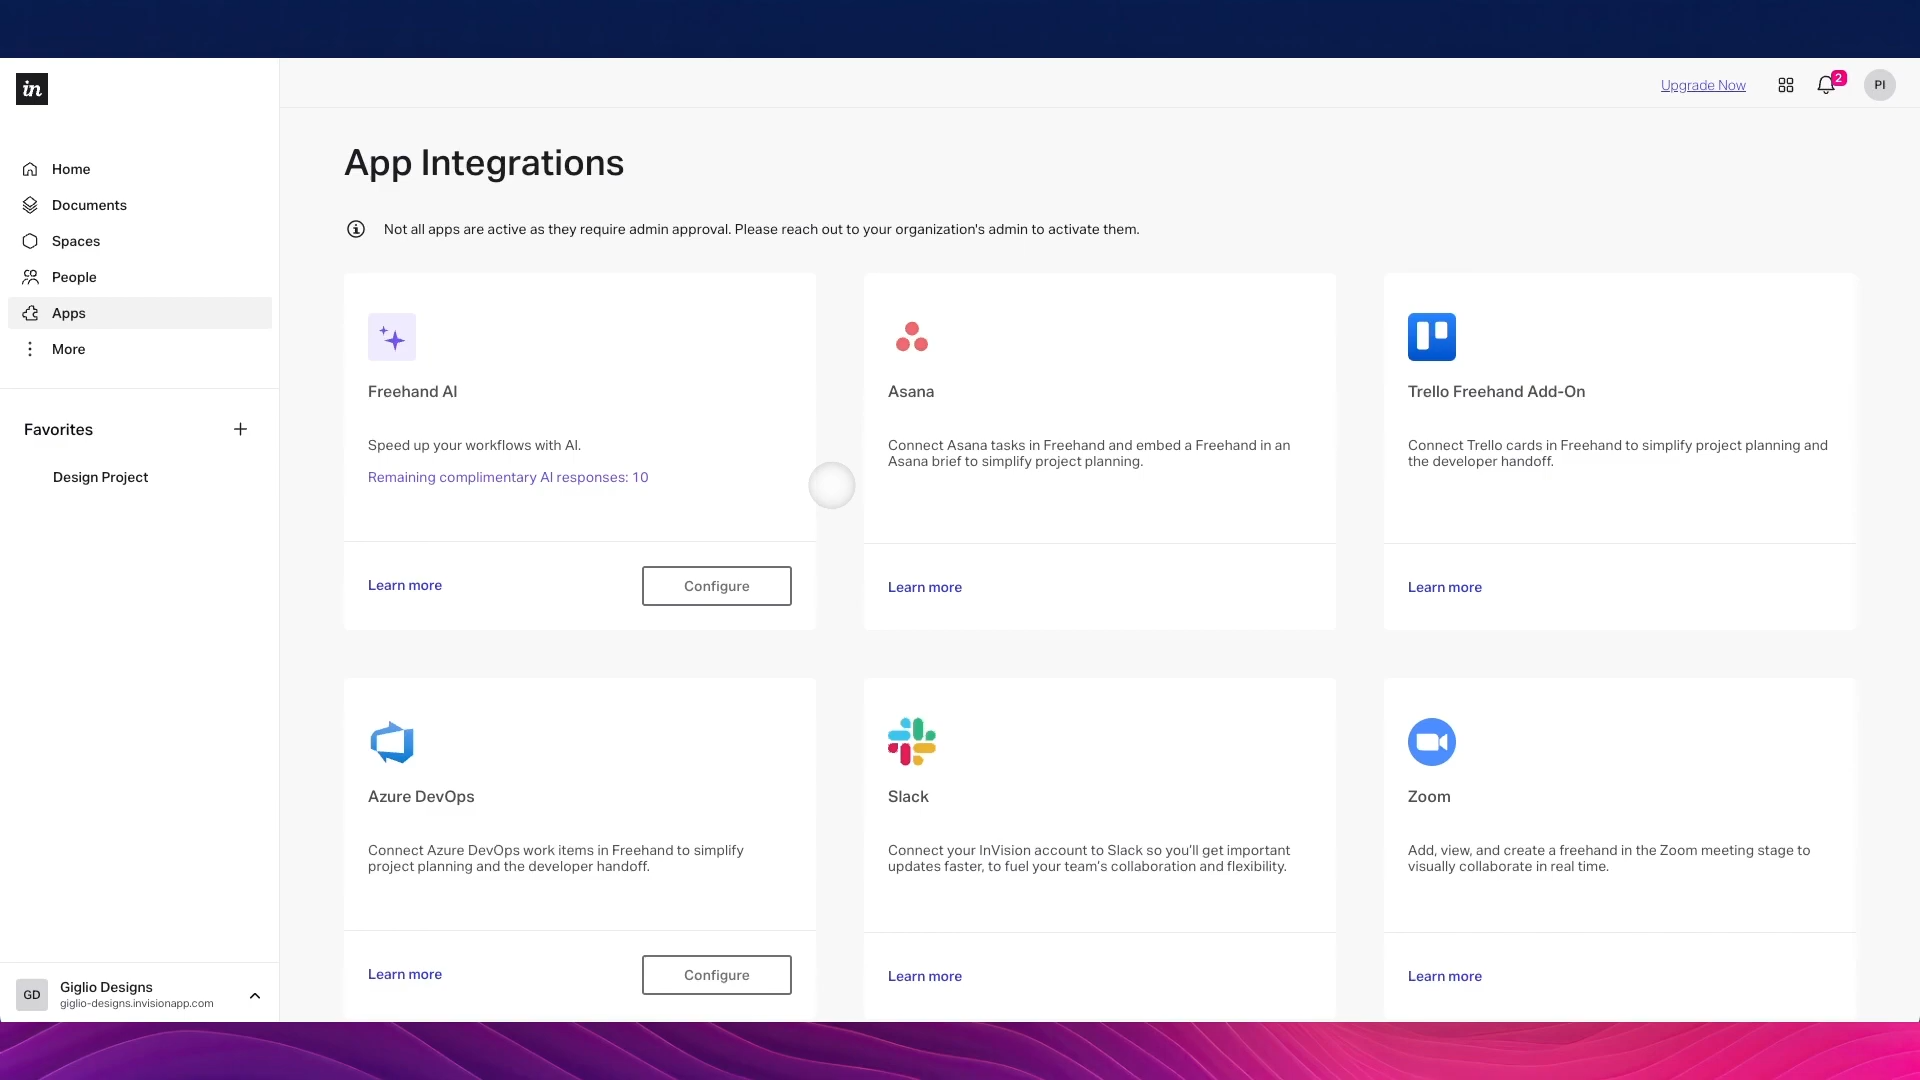 in
Upgrade Now
2
PI
Home
Documents
Spaces
People
Apps
More
Favorites
Design Project
GD
Giglio Designs
giglio-designs.invisionapp.com
App Integrations
Not all apps are active as they require admin approval. Please reach out to your organization's admin to activate them.
Freehand AI
Speed up your workflows with AI.
Remaining complimentary AI responses: 10
Learn more
Configure
Asana
Connect Asana tasks in Freehand and embed a Freehand in an
Asana brief to simplify project planning.
Learn more
Trello Freehand Add-On
Connect Trello cards in Freehand to simplify project planning and
the developer handoff.
Learn more
Azure DevOps
Connect Azure DevOps work items in Freehand to simplify
project planning and the developer handoff.
Learn more
Configure
Slack
Connect your InVision account to Slack so you’ll get important
updates faster, to fuel your team’s collaboration and flexibility.
Learn more
Zoom
Add, view, and create a freehand in the Zoom meeting stage to
visually collaborate in real time.
Learn more